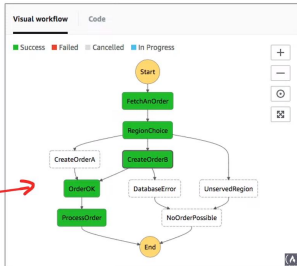 Visual workflow Code
Success Failed Cancelled In Progress
Start
FetchAnOrder
RegionChoice
CreateOrderA CreateOrderB
OrderOK DatabaseError UnservedRegion
ProcessOrder NoOrderPossible
End